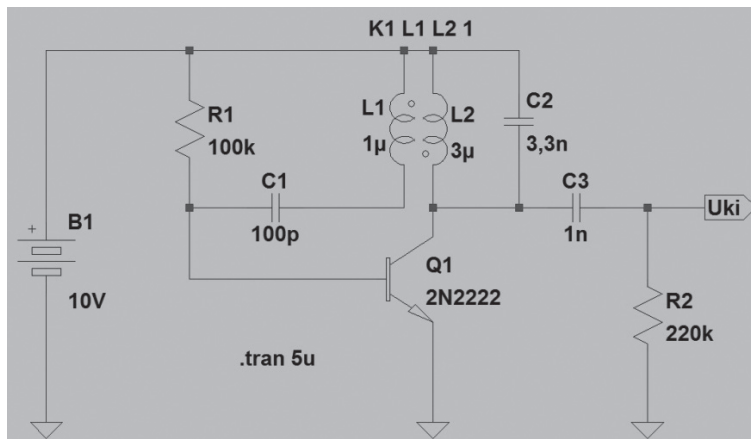 K1 L1 L2 1
R1
100k
L1
1µ
L2
3µ
C2
3,3n
C1
100p
C3
1n
Uki
+
B1
10V
Q1
2N2222
R2
220k
.tran 5u